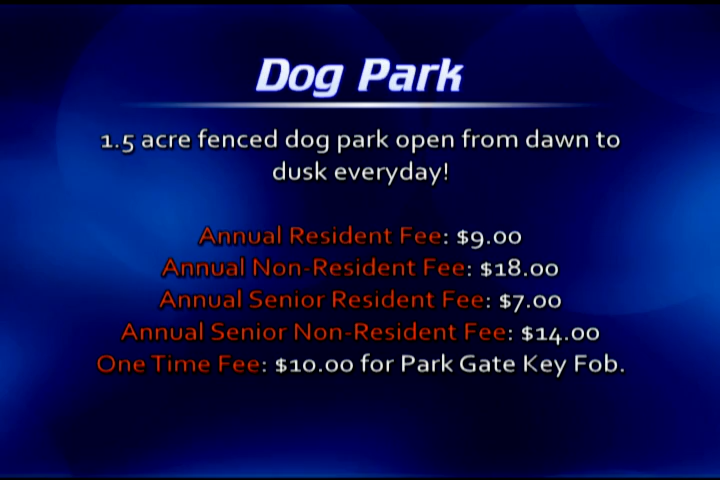 Dog Park
1.5 acre fenced dog park open from dawn to
dusk everyday!
Annual Resident Fee: $9.00
Annual Non-Resident Fee: $18.00
Annual Senior Resident Fee: $7.00
Annual Senior Non-Resident Fee: $14.00
One Time Fee: $10.00 for Park Gate Key Fob.